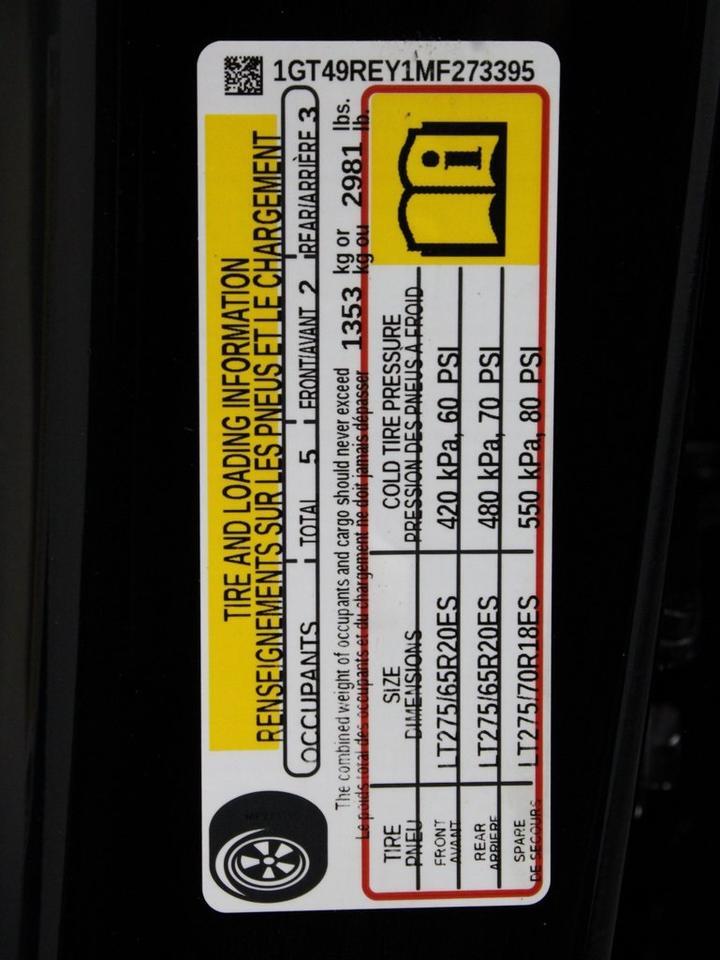 1GT49REY1MF273395
TIRE AND LOADING INFORMATION
RENSEIGNEMENTS SUR LES PNEUS ET LE CHARGEMENT
OCCUPANTS TOTAL 5 FRONT/AVANT 2 REAR/ARRIÈRE 3
The combined weight of occupants and cargo should never exceed 1353 kg or 2981 lbs.
Le poids total des occupants et du chargement ne doit jamais dépasser kg ou lb.
TIRE SIZE COLD TIRE PRESSURE
PNEU DIMENSIONS PRESSION DES PNEUS A FROID
FRONT
AVANT LT275/65R20ES 420 kPa, 60 PSI
REAR
ARRIERE LT275/65R20ES 480 kPa, 70 PSI
SPARE
DE SECOURS LT275/70R18ES 550 kPa, 80 PSI